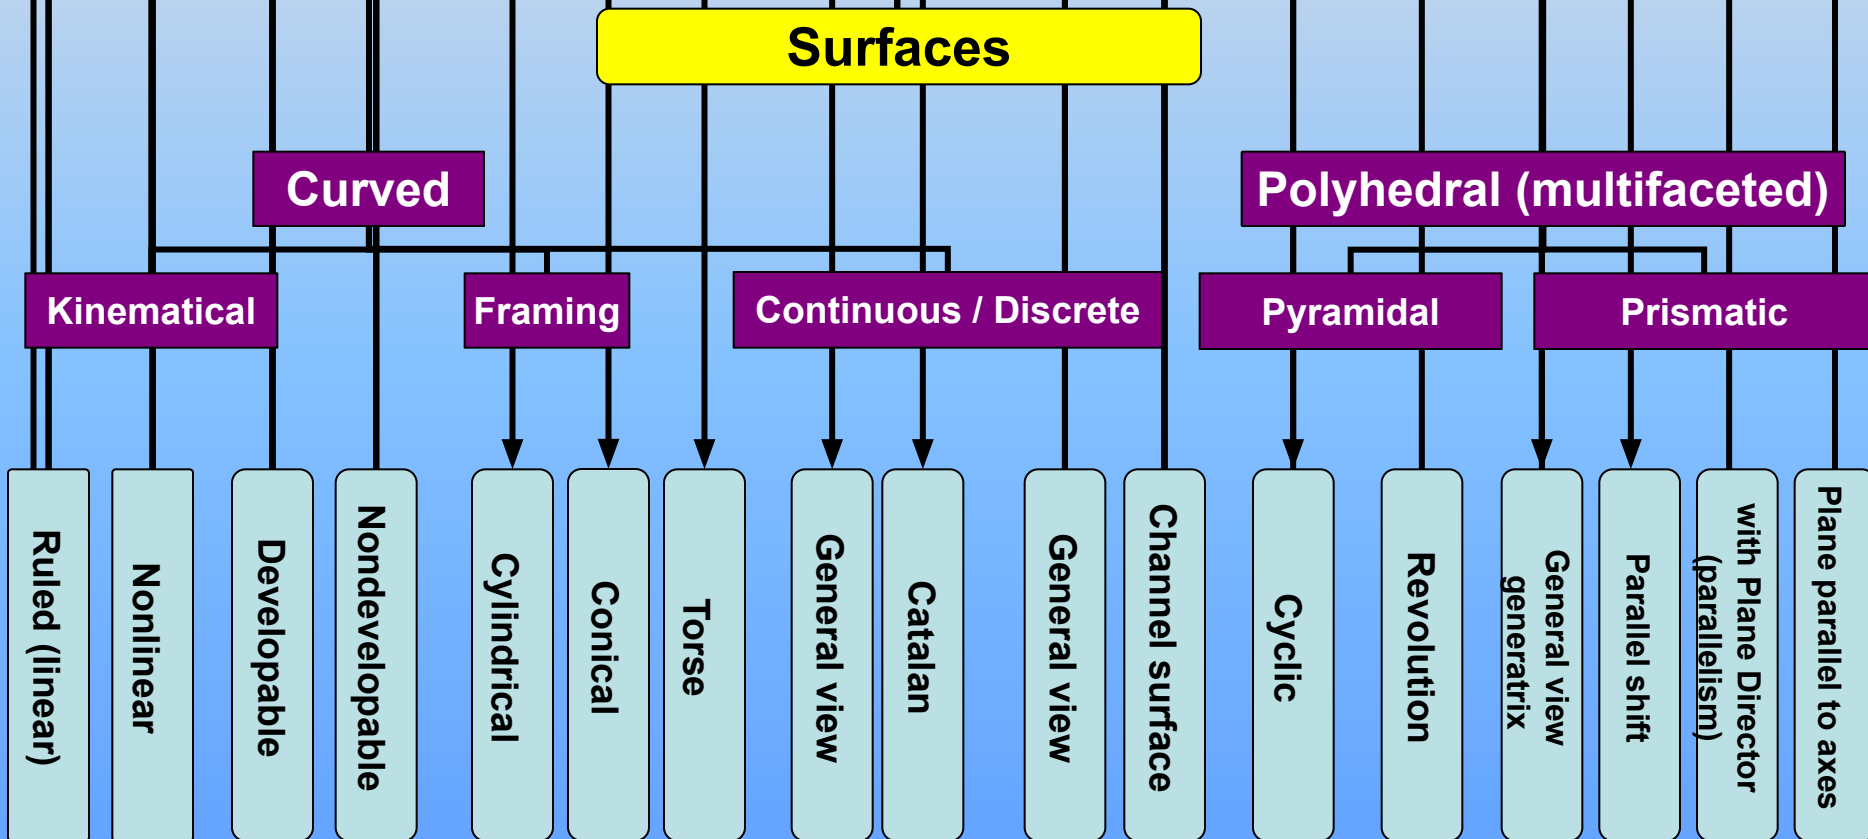 Surfaces
Curved
Polyhedral (multifaceted)
Kinematical
Framing
Continuous / Discrete
Pyramidal
Prismatic
Ruled (linear)
Nonlinear
Developable
Nondevelopable
Cylindrical
Conical
Torse
General view
Catalan
General view
Channel surface
Cyclic
Revolution
General view
generatrix
Parallel shift
with Plane Director
(parallelism)
Plane parallel to axes